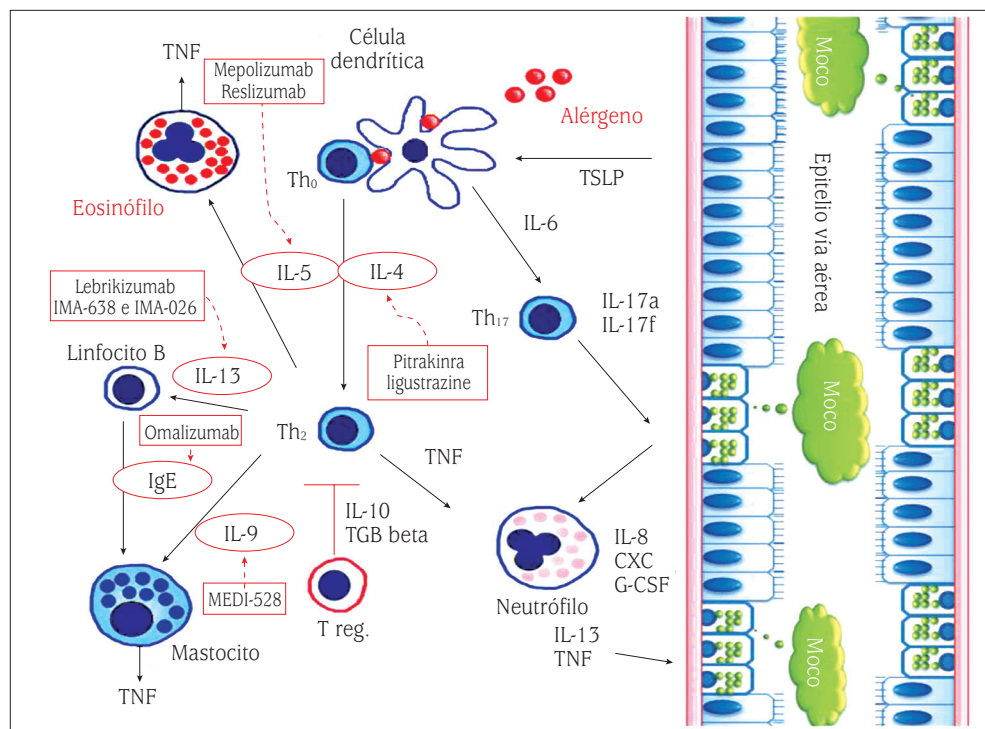 TNF
Mepolizumab
Reslizumab
Célula
dendrítica
Alérgeno
Th0
TSLP
Eosinófilo
IL-6
IL-5
IL-4
Lebrikizumab
IMA-638 e IMA-026
Th17
IL-17a
IL-17f
Linfocito B
IL-13
Pitrakinra
ligustrazine
Omalizumab
Th2
TNF
IgE
IL-9
IL-10
TGB beta
IL-8
CXC
G-CSF
MEDI-528
Neutrófilo
T reg.
Mastocito
IL-13
TNF
TNF
Moco
Epitelio via aérea
Moco
Moco